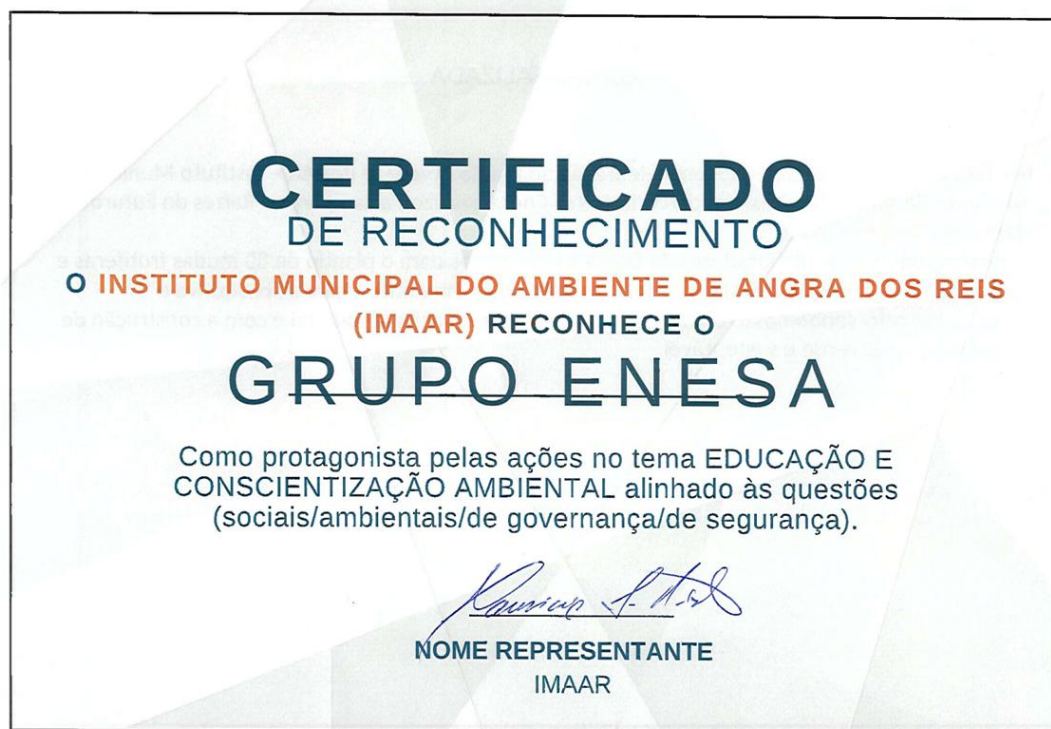 CERTIFICADO
DE RECONHECIMENTO
O INSTITUTO MUNICIPAL DO AMBIENTE DE ANGRA DOS REIS
(IMAAR) RECONHECE O
GRUPO ENESA
Como protagonista pelas ações no tema EDUCAÇÃO E
CONSCIENTIZAÇÃO AMBIENTAL alinhado às questões
(sociais/ambientais/de governança/de segurança).
NOME REPRESENTANTE
IMAAR